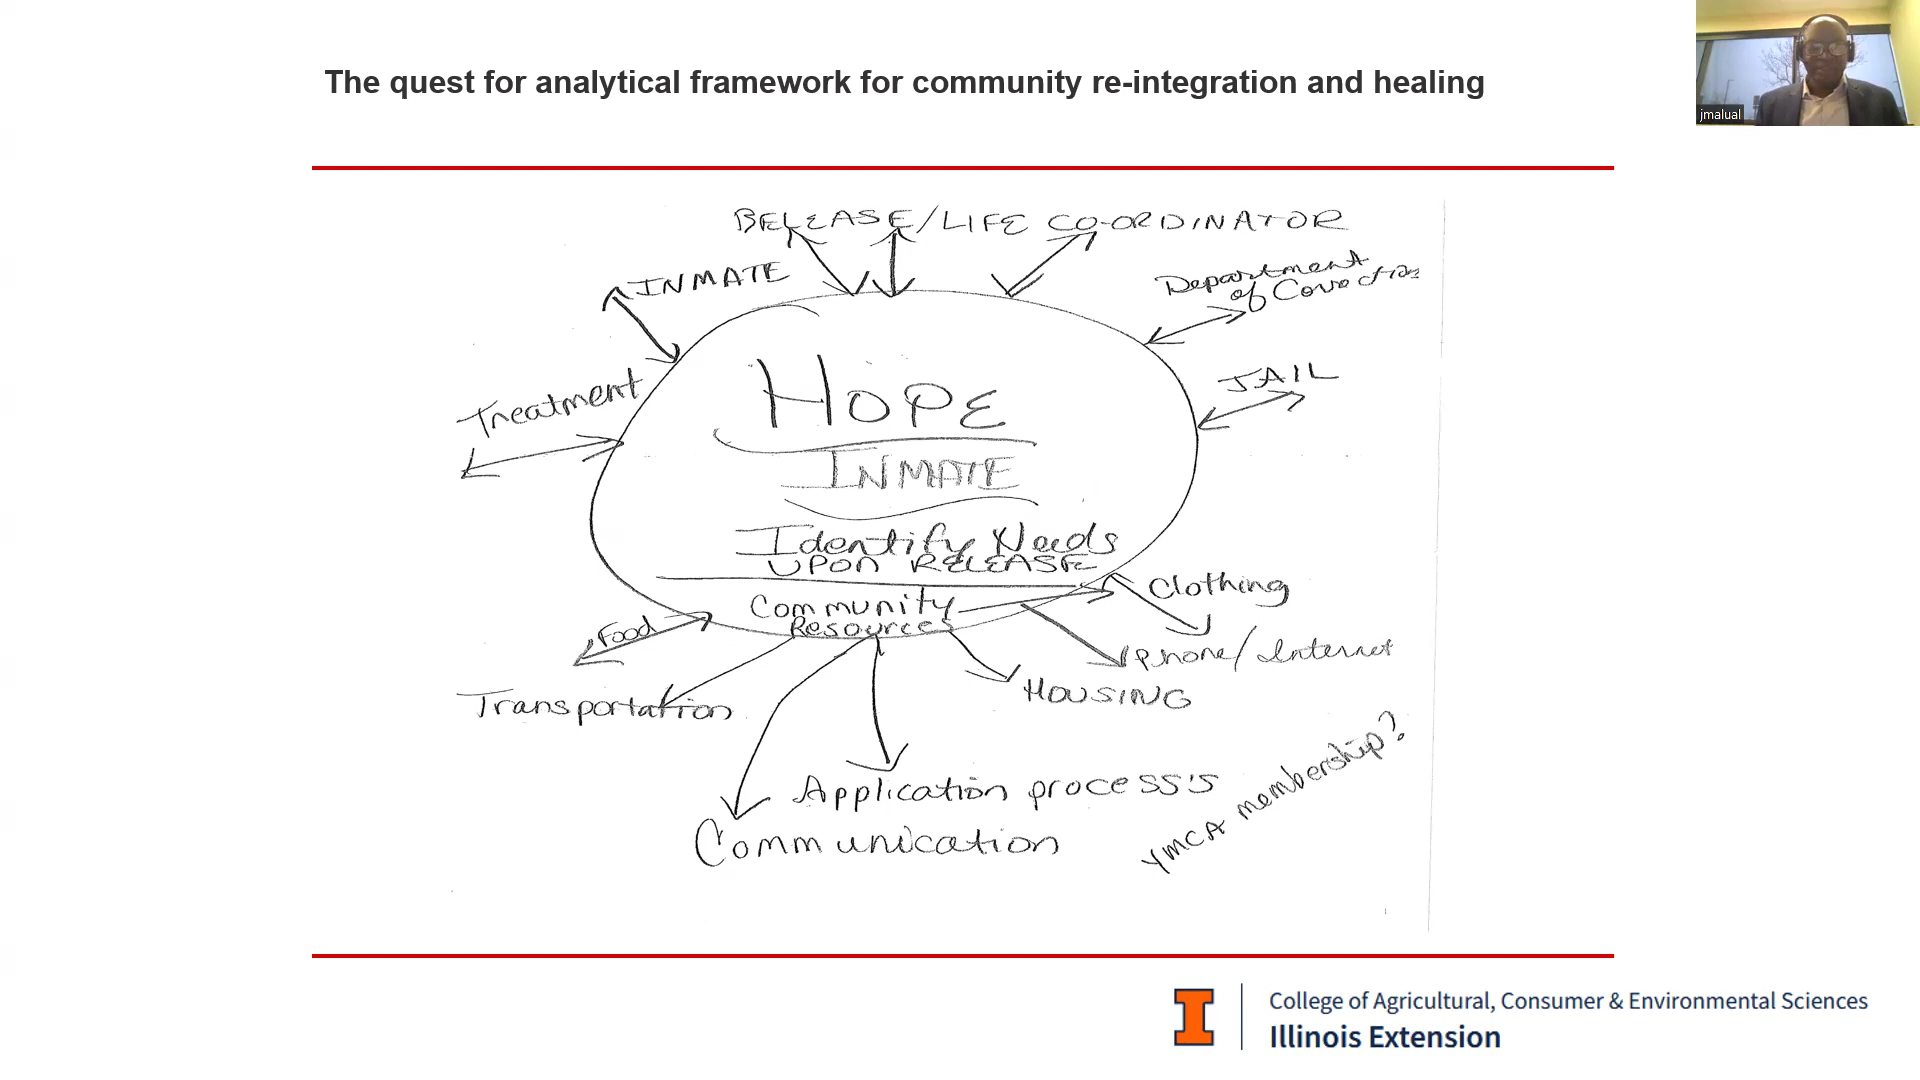 The quest for analytical framework for community re-integration and healing
jmalual
RELEASE/LIFE CO-ORDINATOR
INMATE
Department
of Corrections
JAIL
Treatment
HOPE
INMATE
Identify Needs
UPON RELEASE
Community
Resources
Clothing
Food
Phone/Internet
HOUSING
Transportation
Application process's
Communication
YMCA membership?
College of Agricultural, Consumer & Environmental Sciences
Illinois Extension